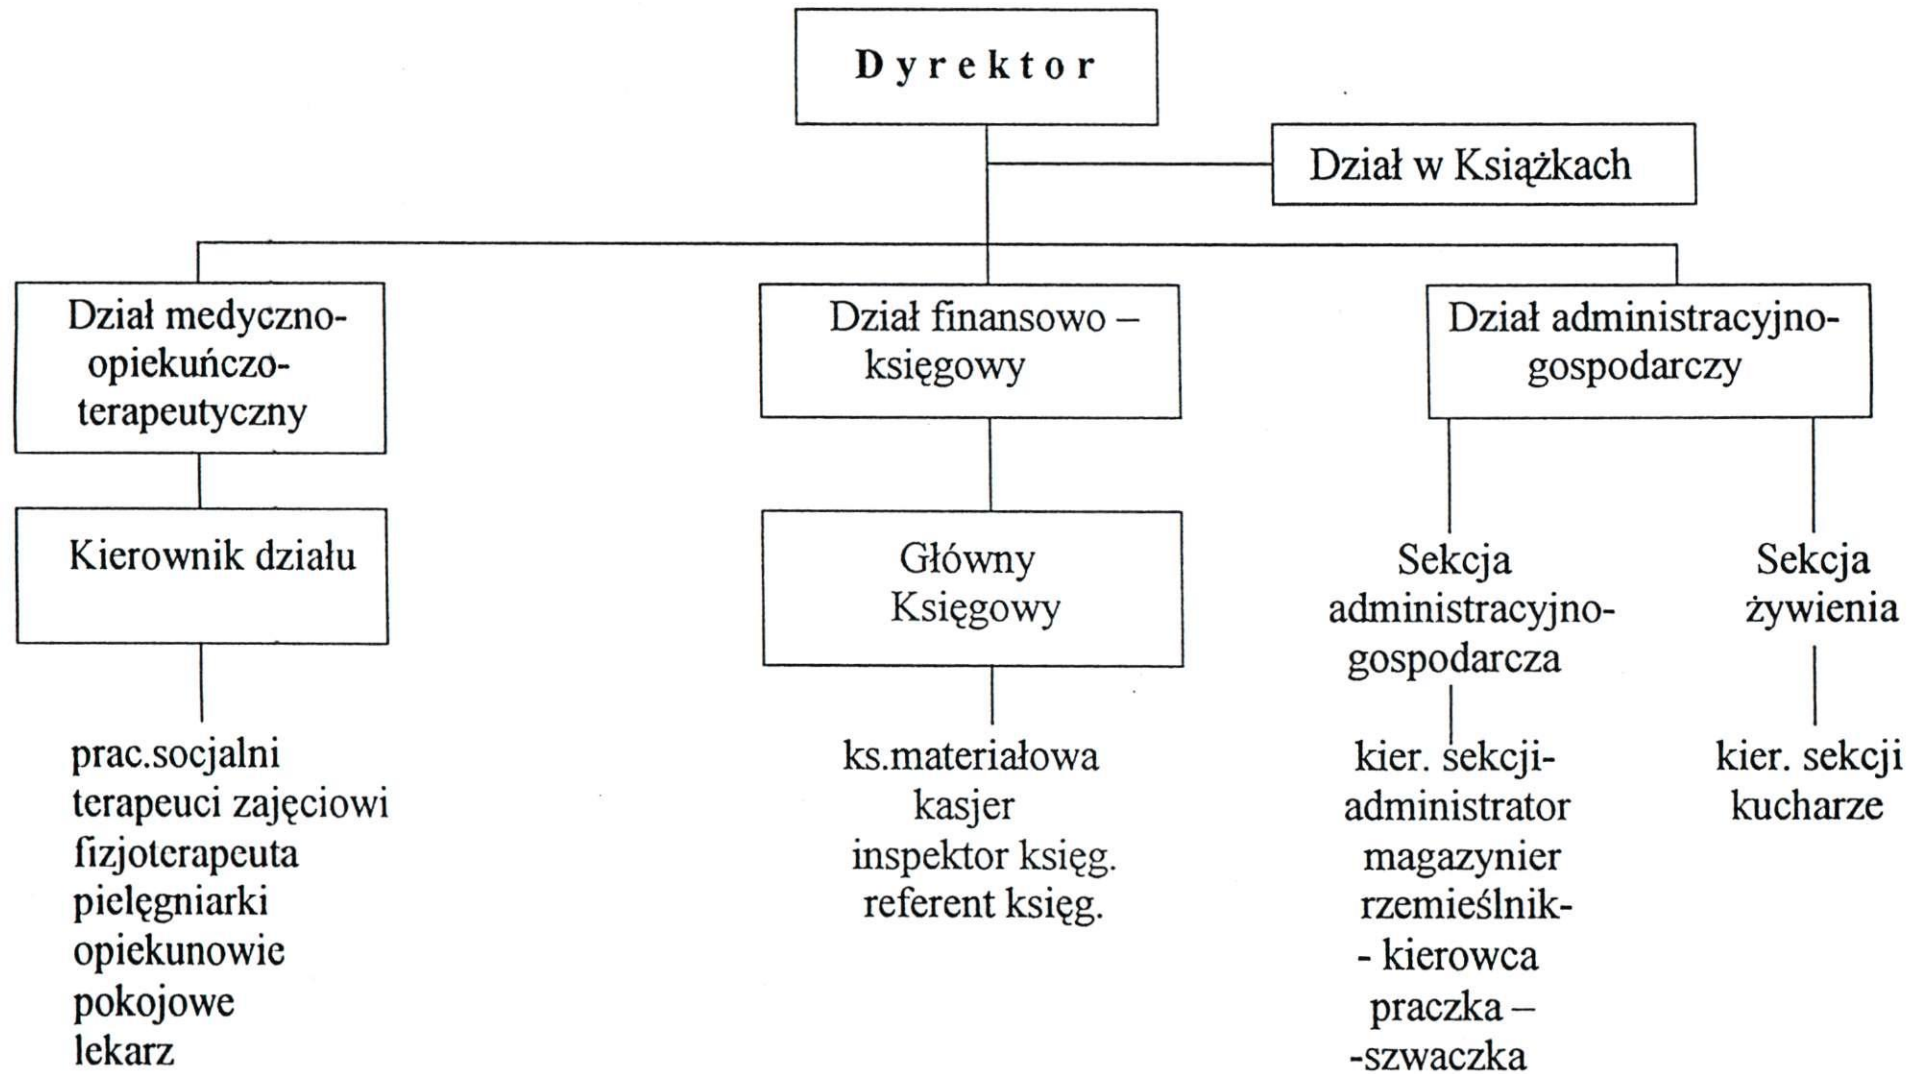 Dyrektor
Dział w Książkach
Dział medyczno-
opiekuńczo-
terapeutyczny
Kierownik działu
prac.socjalni
terapeuci zajęciowi
fizjoterapeuta
pielęgniarki
opiekunowie
pokojowe
lekarz
Dział finansowo –
księgowy
Główny
Księgowy
ks.materiałowa
kasjer
inspektor księg.
referent księg.
Dział administracyjno-
gospodarczy
Sekcja
administracyjno-
gospodarcza
kier. sekcji-
administrator
magazynier
rzemieślnik-
- kierowca
praczka –
-szwaczka
Sekcja
żywienia
kier. sekcji
kucharze